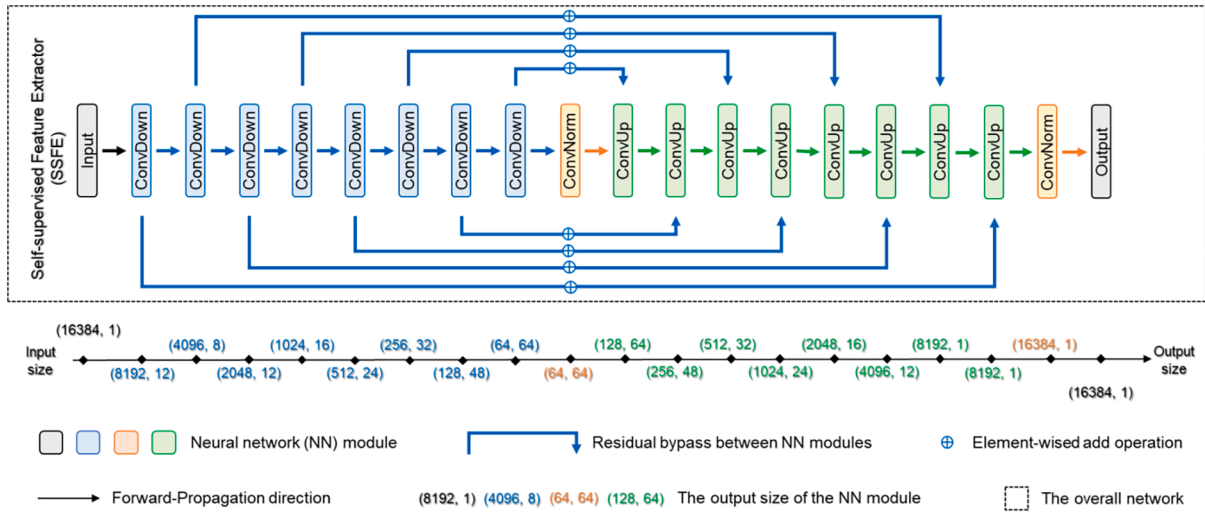 Self-supervised Feature Extractor
(SSFE)
Input
ConvDown
ConvDown
ConvDown
ConvDown
ConvDown
ConvDown
ConvDown
ConvDown
ConvNorm
ConvUp
ConvUp
ConvUp
ConvUp
ConvUp
ConvUp
ConvUp
ConvUp
ConvNorm
Output
Input
size
(16384, 1)
(8192, 12)
(4096, 8)
(2048, 12)
(1024, 16)
(512, 24)
(256, 32)
(128, 48)
(64, 64)
(64, 64)
(128, 64)
(256, 48)
(512, 32)
(1024, 24)
(2048, 16)
(4096, 12)
(8192, 1)
(8192, 1)
(16384, 1)
(16384, 1)
Output
size
Neural network (NN) module
Residual bypass between NN modules
Element-wised add operation
Forward-Propagation direction
(8192, 1) (4096, 8) (64, 64) (128, 64) The output size of the NN module
The overall network